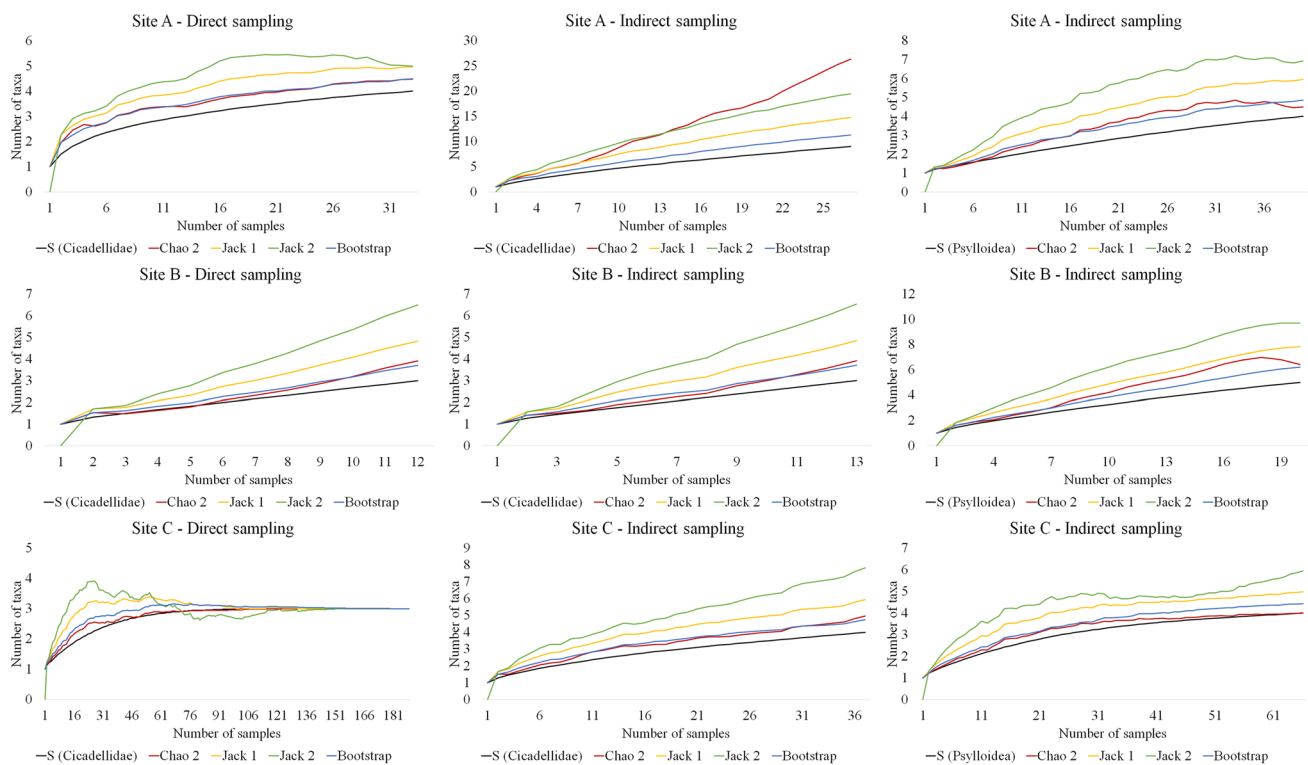 Site A - Direct sampling
Number of taxa
6
5
4
3
2
1
0
1 6 11 16 21 26 31
Number of samples
S (Cicadellidae) Chao 2 Jack 1 Jack 2 Bootstrap
Site A - Indirect sampling
Number of taxa
30
25
20
15
10
5
0
1 4 7 10 13 16 19 22 25
Number of samples
S (Cicadellidae) Chao 2 Jack 1 Jack 2 Bootstrap
Site A - Indirect sampling
Number of taxa
8
7
6
5
4
3
2
1
0
1 6 11 16 21 26 31 36
Number of samples
S (Psylloidea) Chao 2 Jack 1 Jack 2 Bootstrap
Site B - Direct sampling
Number of taxa
7
6
5
4
3
2
1
0
1 2 3 4 5 6 7 8 9 10 11 12
Number of samples
S (Cicadellidae) Chao 2 Jack 1 Jack 2 Bootstrap
Site B - Indirect sampling
Number of taxa
7
6
5
4
3
2
1
0
1 3 5 7 9 11 13
Number of samples
S (Cicadellidae) Chao 2 Jack 1 Jack 2 Bootstrap
Site B - Indirect sampling
Number of taxa
12
10
8
6
4
2
0
1 4 7 10 13 16 19
Number of samples
S (Psylloidea) Chao 2 Jack 1 Jack 2 Bootstrap
Site C - Direct sampling
Number of taxa
5
4
3
2
1
0
1 16 31 46 61 76 91 106 121 136 151 166 181
Number of samples
S (Cicadellidae) Chao 2 Jack 1 Jack 2 Bootstrap
Site C - Indirect sampling
Number of taxa
9
8
7
6
5
4
3
2
1
0
1 6 11 16 21 26 31 36
Number of samples
S (Cicadellidae) Chao 2 Jack 1 Jack 2 Bootstrap
Site C - Indirect sampling
Number of taxa
7
6
5
4
3
2
1
0
1 11 21 31 41 51 61
Number of samples
S (Psylloidea) Chao 2 Jack 1 Jack 2 Bootstrap